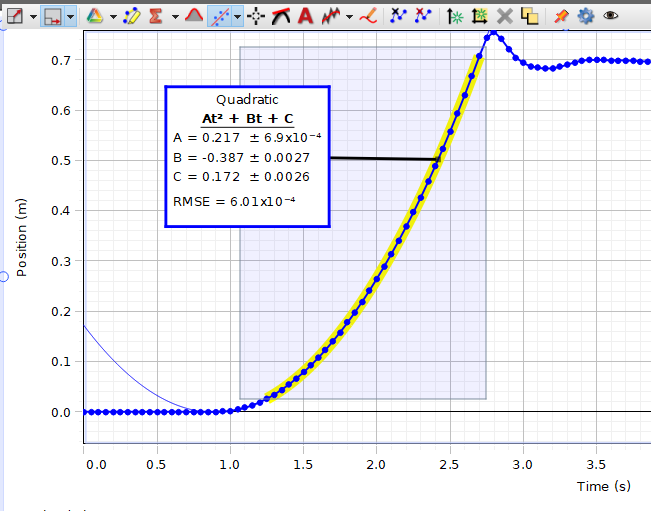 Quadratic
At² + Bt + C
A = 0.217 ± 6.9x10⁻⁴
B = -0.387 ± 0.0027
C = 0.172 ± 0.0026
RMSE = 6.01x10⁻⁴
Position (m)
0.7
0.6
0.5
0.4
0.3
0.2
0.1
0.0
0.0 0.5 1.0 1.5 2.0 2.5 3.0 3.5
Time (s)